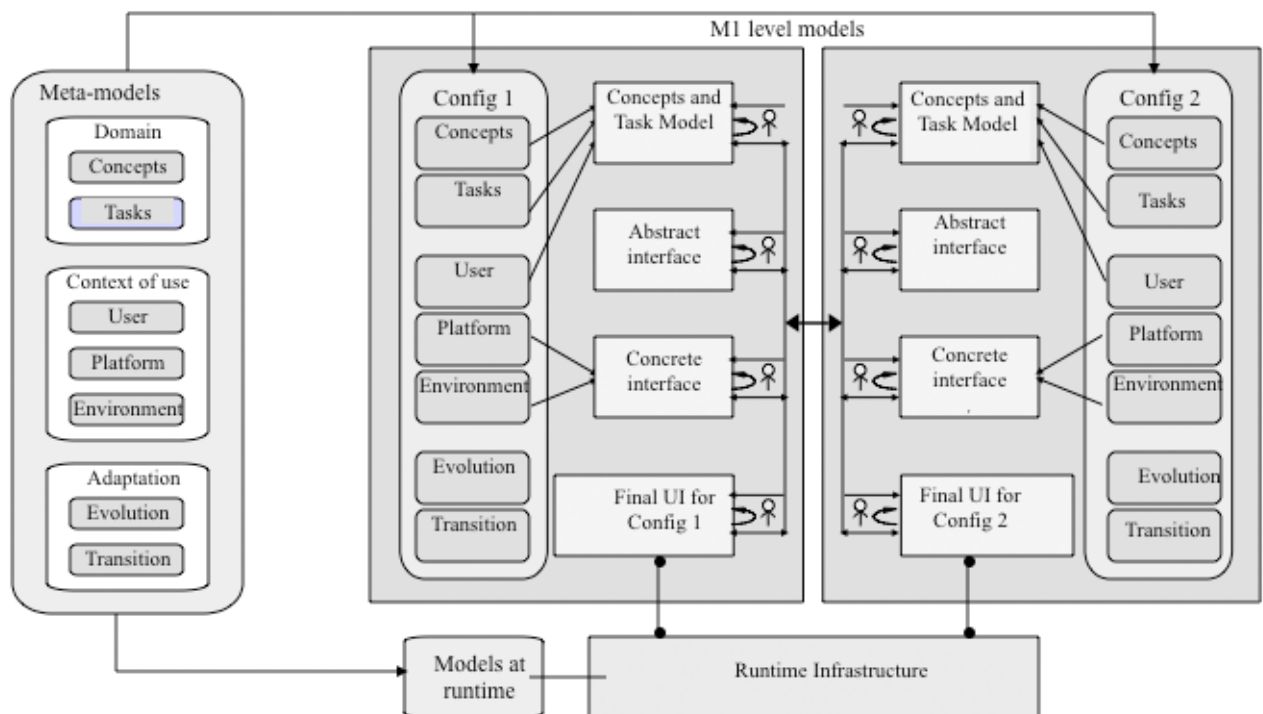 M1 level models
Meta-models
Domain
Concepts
Tasks
Context of use
User
Platform
Environment
Adaptation
Evolution
Transition
Config 1
Concepts
Tasks
User
Platform
Environment
Evolution
Transition
Concepts and
Task Model
Abstract
interface
Concrete
interface
Final UI for
Config 1
Concepts and
Task Model
Abstract
interface
Concrete
interface
Final UI for
Config 2
Config 2
Concepts
Tasks
User
Platform
Environment
Evolution
Transition
Models at
runtime
Runtime Infrastructure